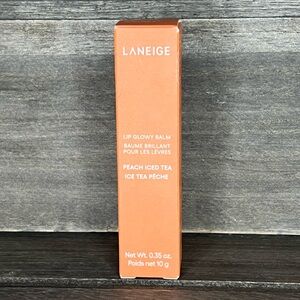 LANEIGE
LIP GLOWY BALM
BAUME BRILLANT
POUR LES LÈVRES
PEACH ICED TEA
ICE TEA PÊCHE
Net Wt. 0.35 oz.
Poids net 10 g